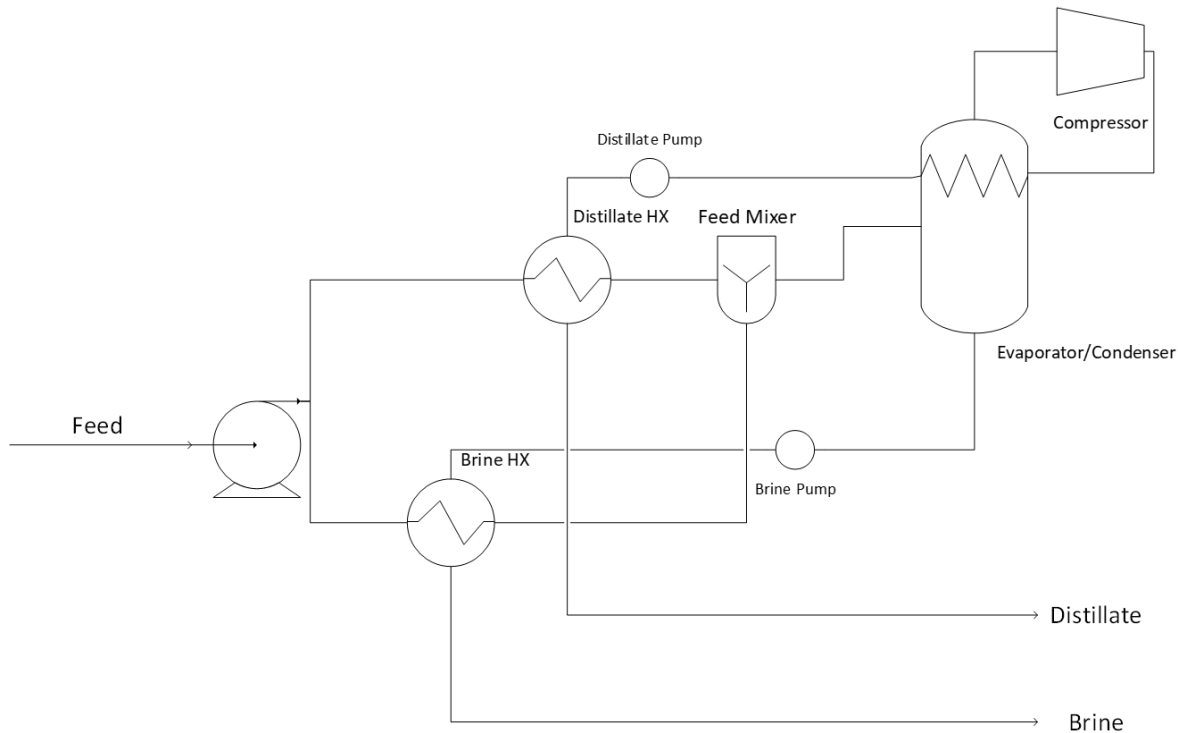 Compressor
Distillate Pump
Distillate HX
Feed Mixer
Evaporator/Condenser
Feed
Brine HX
Brine Pump
Distillate
Brine